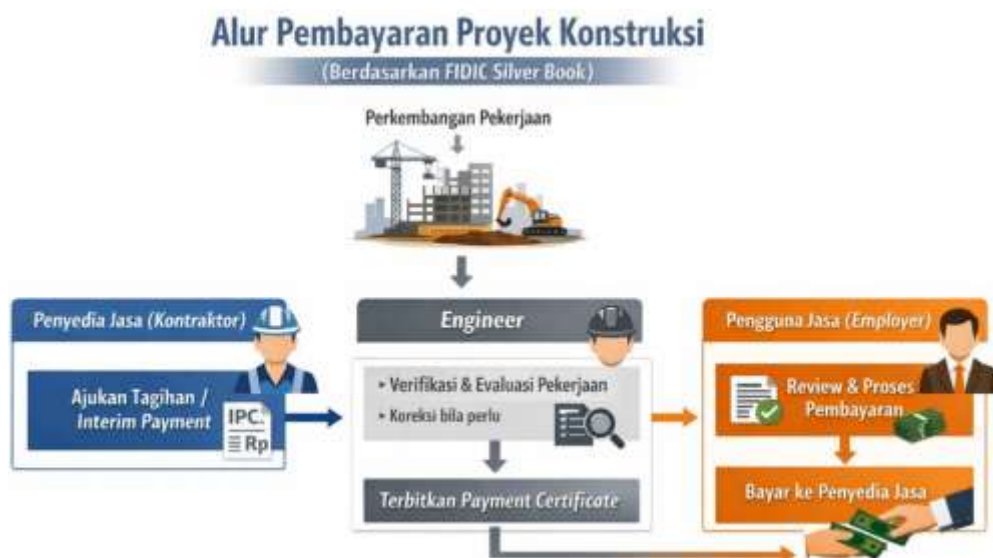 Alur Pembayaran Proyek Konstruksi
(Berdasarkan FIDIC Silver Book)
Perkembangan Pekerjaan
Penyedia Jasa (Kontraktor)
Ajukan Tagihan /
Interim Payment
IPC.
Rp
Engineer
▸ Verifikasi & Evaluasi Pekerjaan
▸ Koreksi bila perlu
Terbitkan Payment Certificate
Pengguna Jasa (Employer)
Review & Proses
Pembayaran
Bayar ke Penyedia Jasa